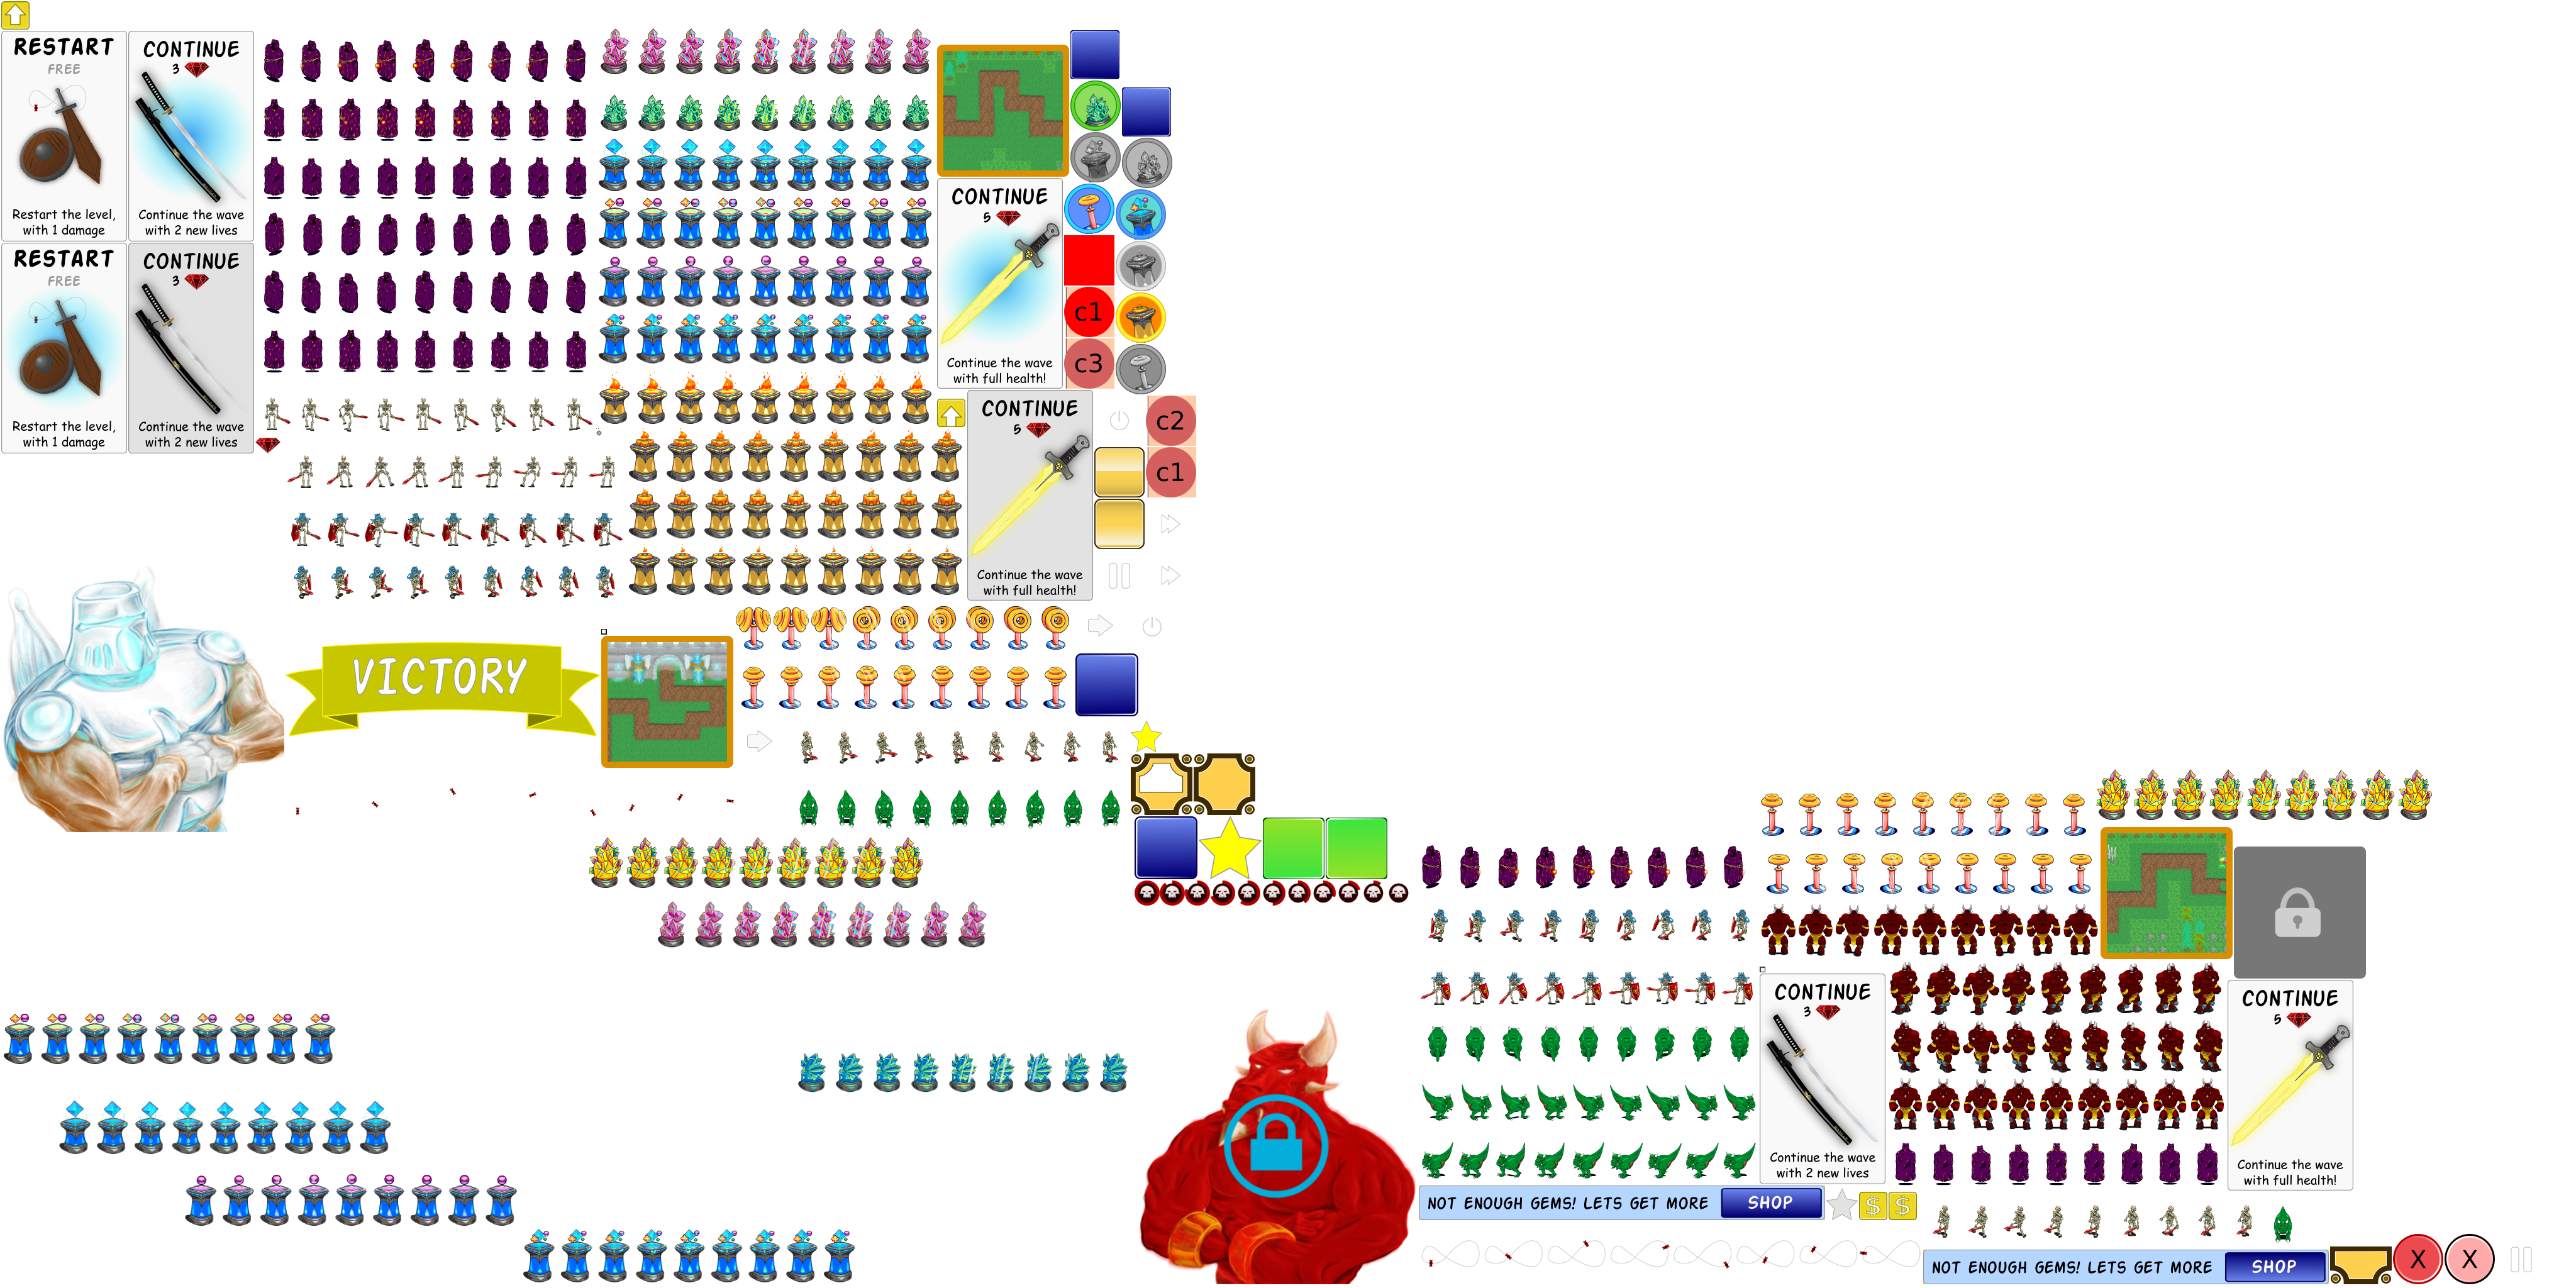 RESTART
FREE
Restart the level,
with 1 damage
CONTINUE
3
Continue the wave
with 2 new lives
RESTART
FREE
Restart the level,
with 1 damage
CONTINUE
3
Continue the wave
with 2 new lives
CONTINUE
5
Continue the wave
with full health!
c1
c3
CONTINUE
5
Continue the wave
with full health!
c2
c1
VICTORY
CONTINUE
3
Continue the wave
with 2 new lives
CONTINUE
5
Continue the wave
with full health!
NOT ENOUGH GEMS! LETS GET MORE SHOP
$ $
NOT ENOUGH GEMS! LETS GET MORE SHOP
X X